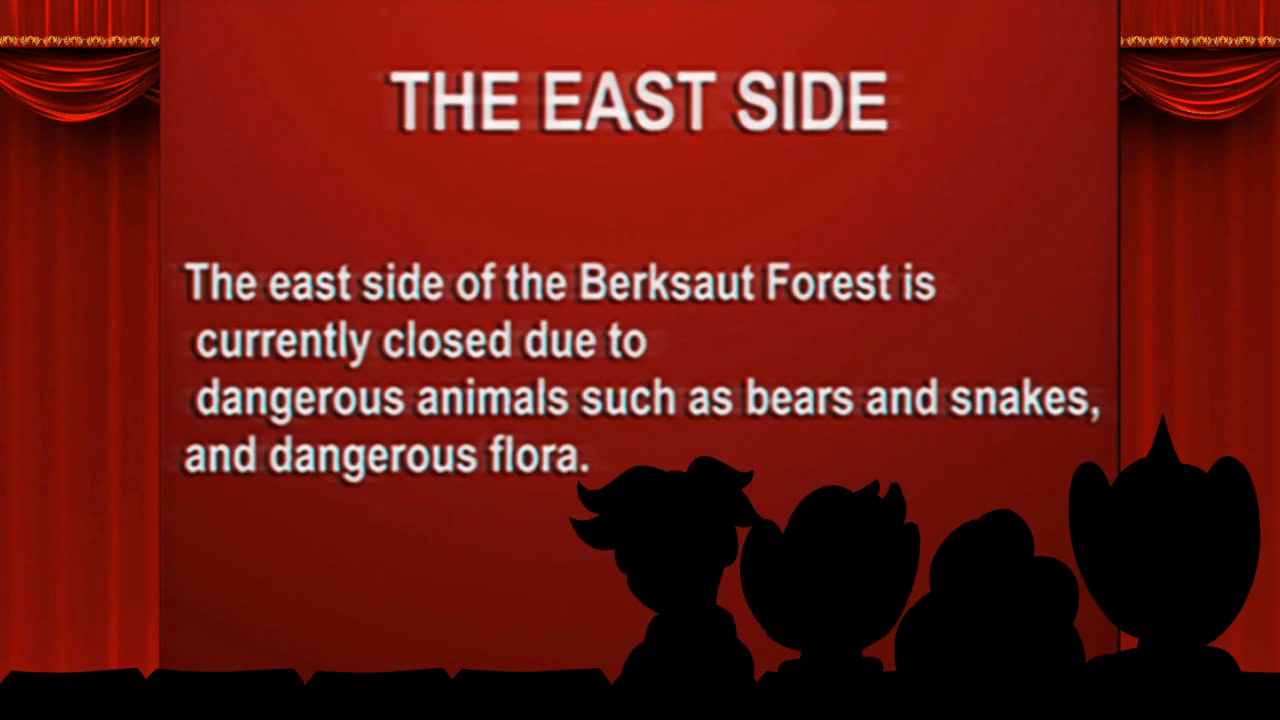 THE EAST SIDE
The east side of the Berksaut Forest is
currently closed due to
dangerous animals such as bears and snakes,
and dangerous flora.